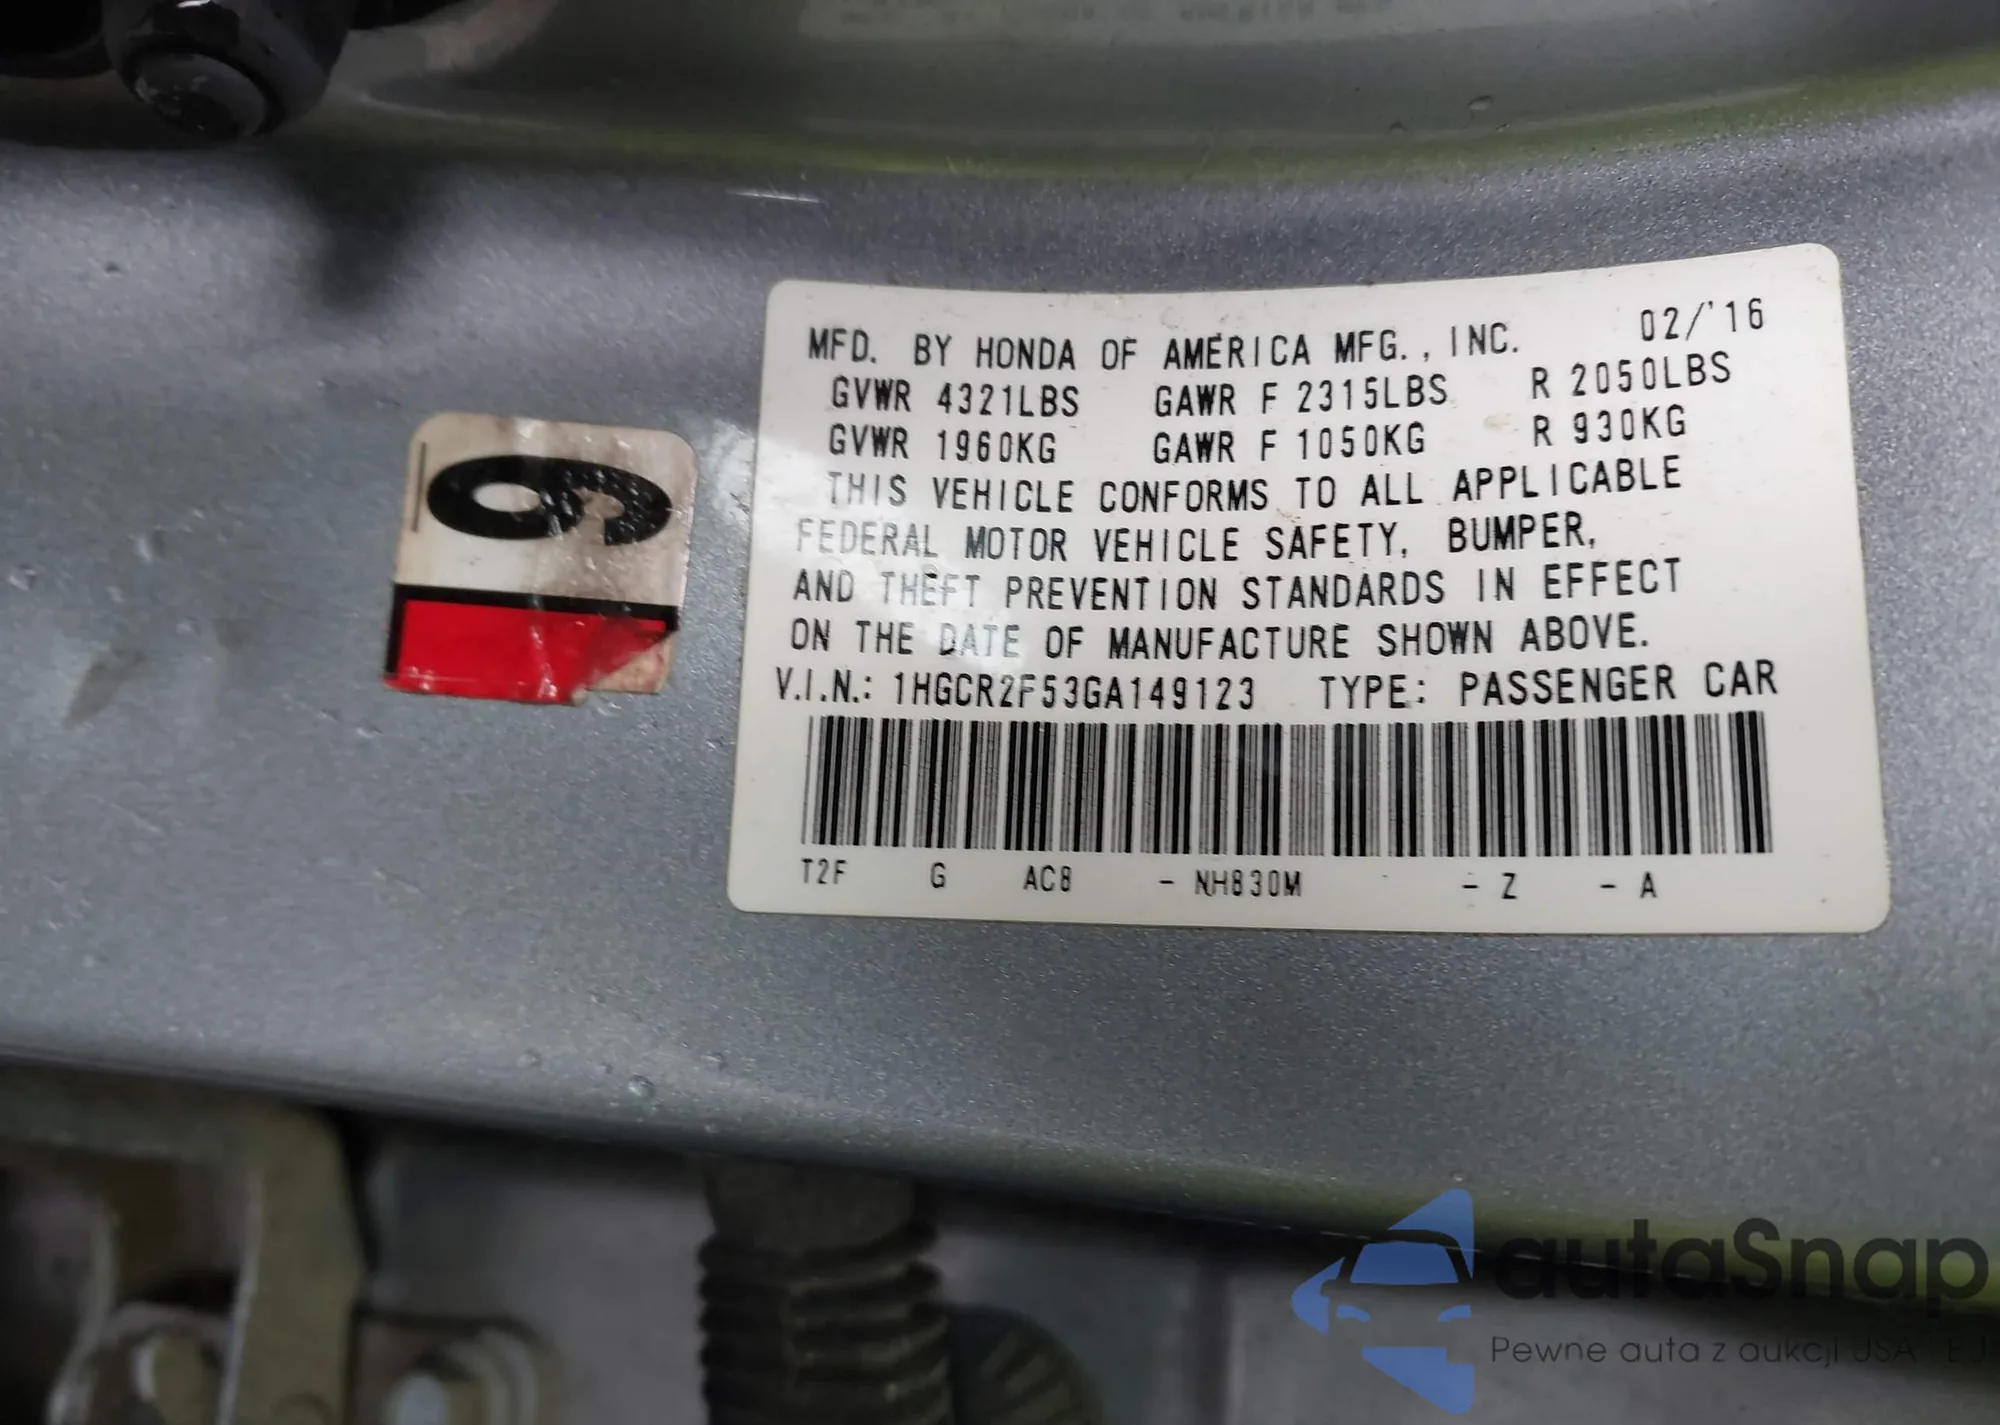 MFD. BY HONDA OF AMERICA MFG., INC. 02/'16
GVWR 4321LBS GAWR F 2315LBS R 2050LBS
GVWR 1960KG GAWR F 1050KG R 930KG
THIS VEHICLE CONFORMS TO ALL APPLICABLE
FEDERAL MOTOR VEHICLE SAFETY, BUMPER,
AND THEFT PREVENTION STANDARDS IN EFFECT
ON THE DATE OF MANUFACTURE SHOWN ABOVE.
V.I.N.: 1HGCR2F53GA149123 TYPE: PASSENGER CAR
T2F G AC8 - NH830M - Z - A
6
autaSnap
Pewne auta z aukcji USA EU